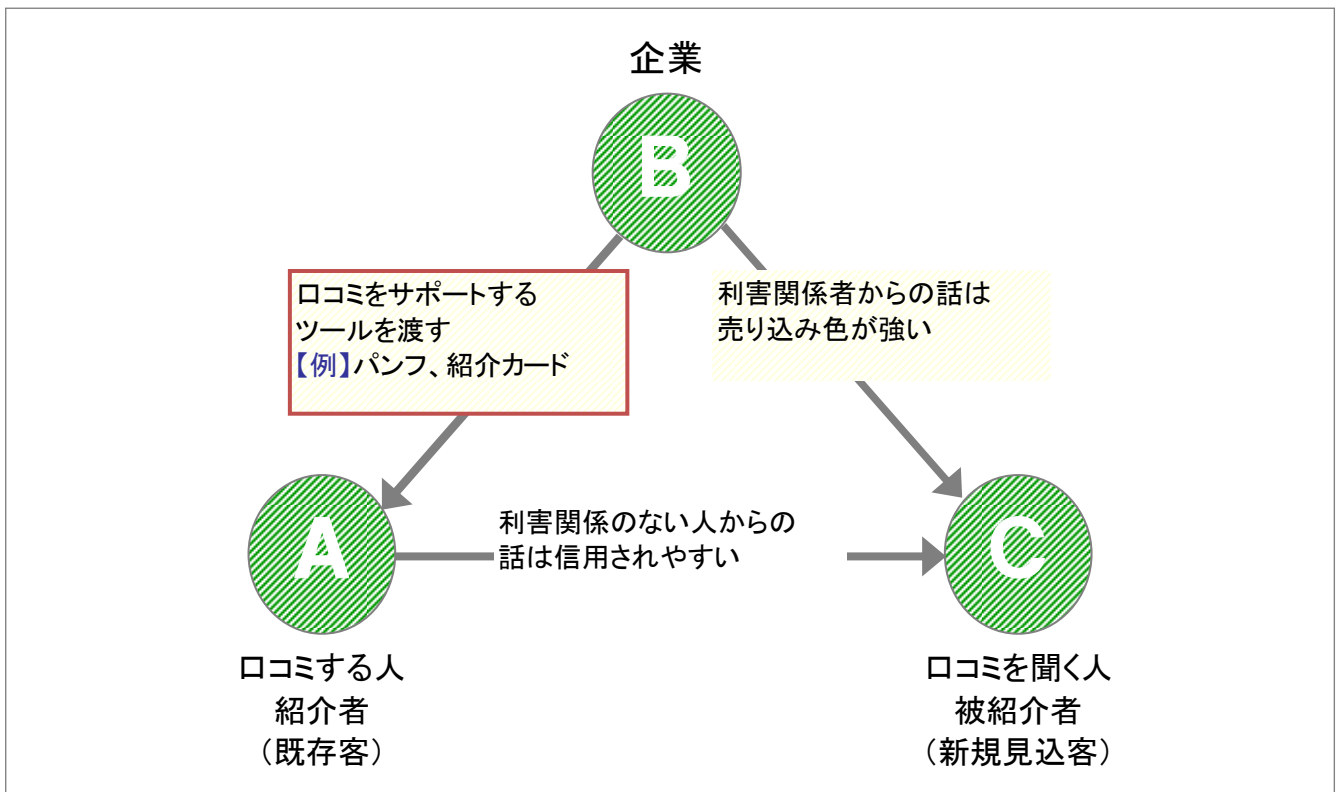 企業
B
口コミをサポートする
ツールを渡す
【例】パンフ、紹介カード
利害関係者からの話は
売り込み色が強い
A
利害関係のない人からの
話は信用されやすい
C
口コミする人
紹介者
（既存客）
口コミを聞く人
被紹介者
（新規見込客）